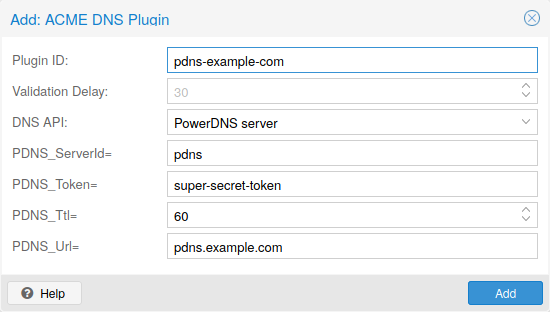 Add: ACME DNS Plugin
Plugin ID: pdns-example-com
Validation Delay: 30
DNS API: PowerDNS server
PDNS_ServerId= pdns
PDNS_Token= super-secret-token
PDNS_Ttl= 60
PDNS_Url= pdns.example.com
? Help Add